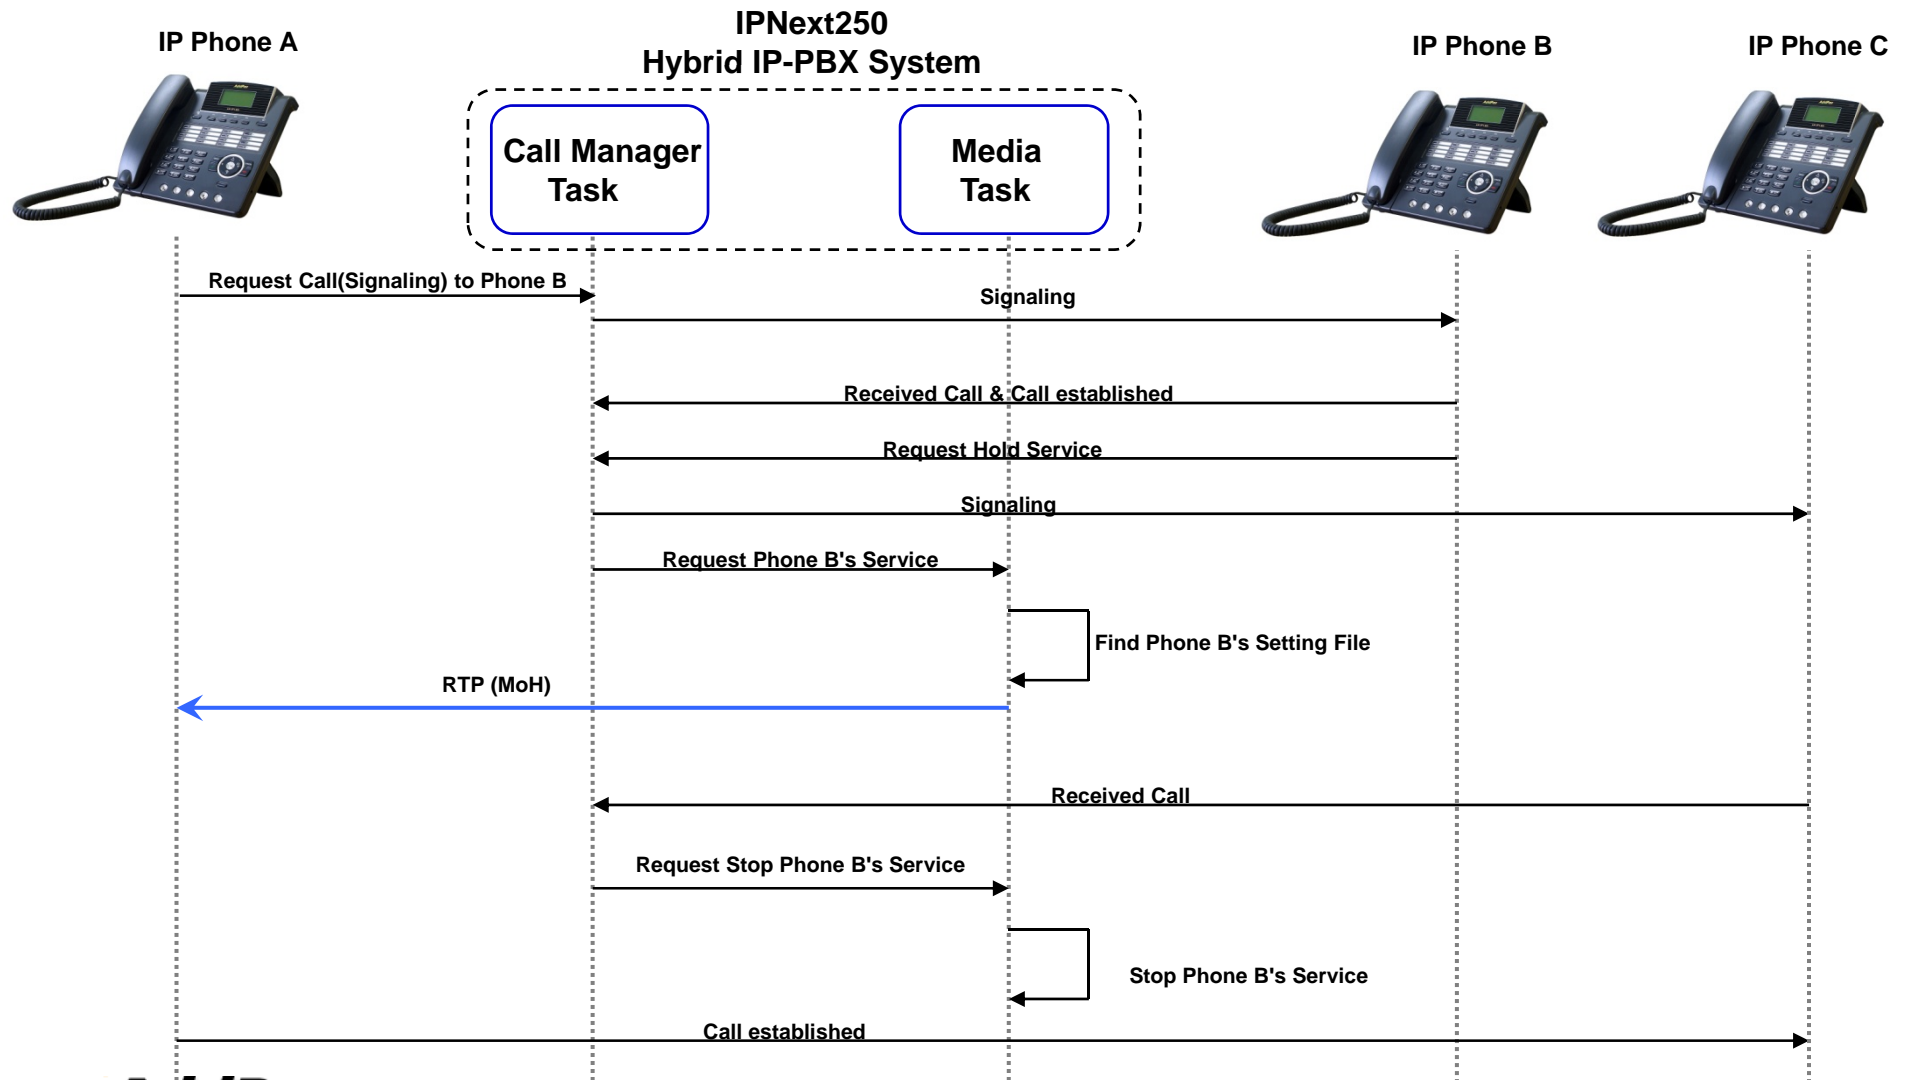 IPNext250
Hybrid IP-PBX System
IP Phone A
IP Phone B
IP Phone C
Call Manager
Task
Media
Task
Request Call(Signaling) to Phone B
Signaling
Received Call & Call established
Request Hold Service
Signaling
Request Phone B's Service
Find Phone B's Setting File
RTP (MoH)
Received Call
Request Stop Phone B's Service
Stop Phone B's Service
Call established